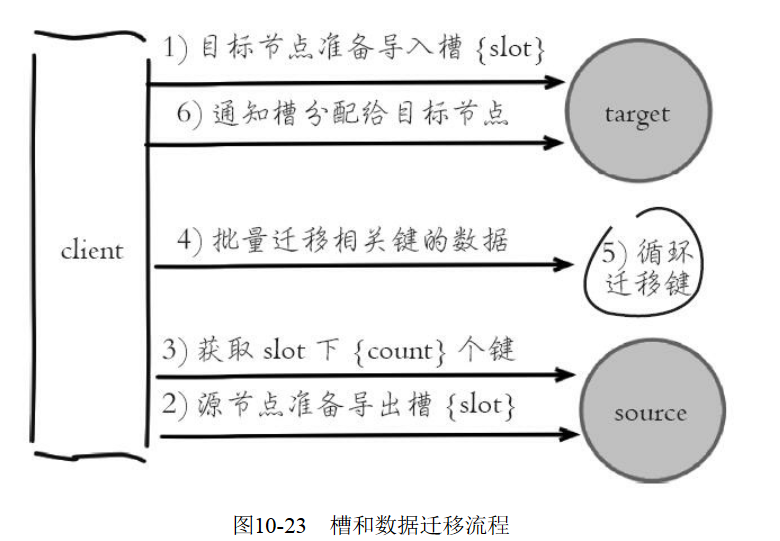 1) 目标节点准备导入槽 {slot}
target
6) 通知槽分配给目标节点
client
4) 批量迁移相关键的数据
5) 循环
迁移键
3) 获取 slot 下 {count} 个键
2) 源节点准备导出槽 {slot}
source
图10-23 槽和数据迁移流程